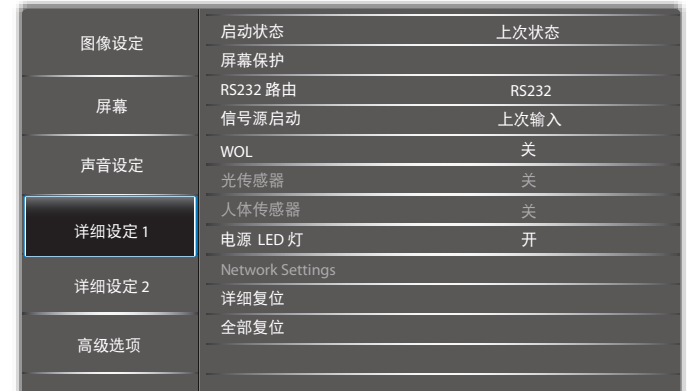 图像设定
屏幕
声音设定
详细设定 1
详细设定 2
高级选项
启动状态 上次状态
屏幕保护
RS232 路由 RS232
信号源启动 上次输入
WOL 关
光传感器 关
人体传感器 关
电源 LED 灯 开
Network Settings
详细复位
全部复位